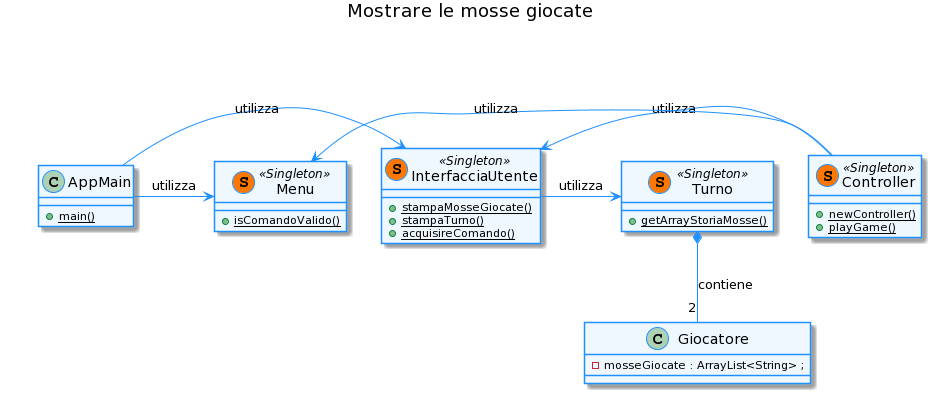 Mostrare le mosse giocate
utilizza
utilizza
utilizza
C AppMain
main()
utilizza
S «Singleton»
Menu
isComandoValido()
S «Singleton»
InterfacciaUtente
stampaMosseGiocate()
stampaTurno()
acquisireComando()
utilizza
S «Singleton»
Turno
getArrayStoriaMosse()
S «Singleton»
Controller
newController()
playGame()
contiene
2
C Giocatore
mosseGiocate : ArrayList<String> ;